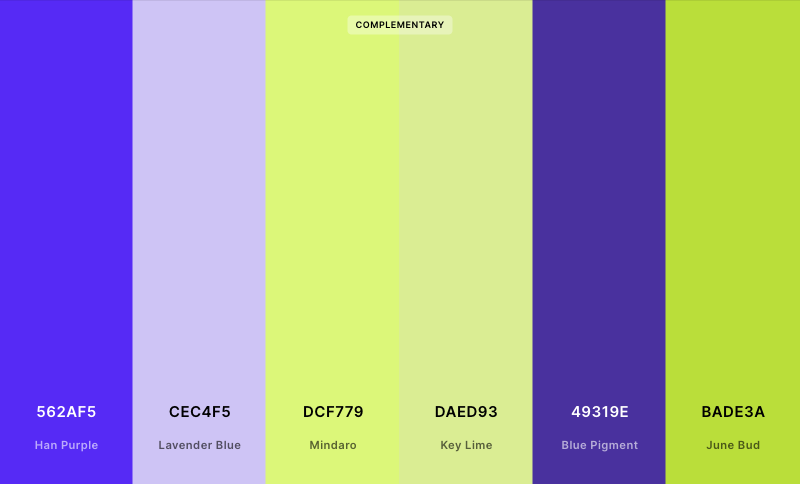 COMPLEMENTARY
562AF5
Han Purple
CEC4F5
Lavender Blue
DCF779
Mindaro
DAED93
Key Lime
49319E
Blue Pigment
BADE3A
June Bud